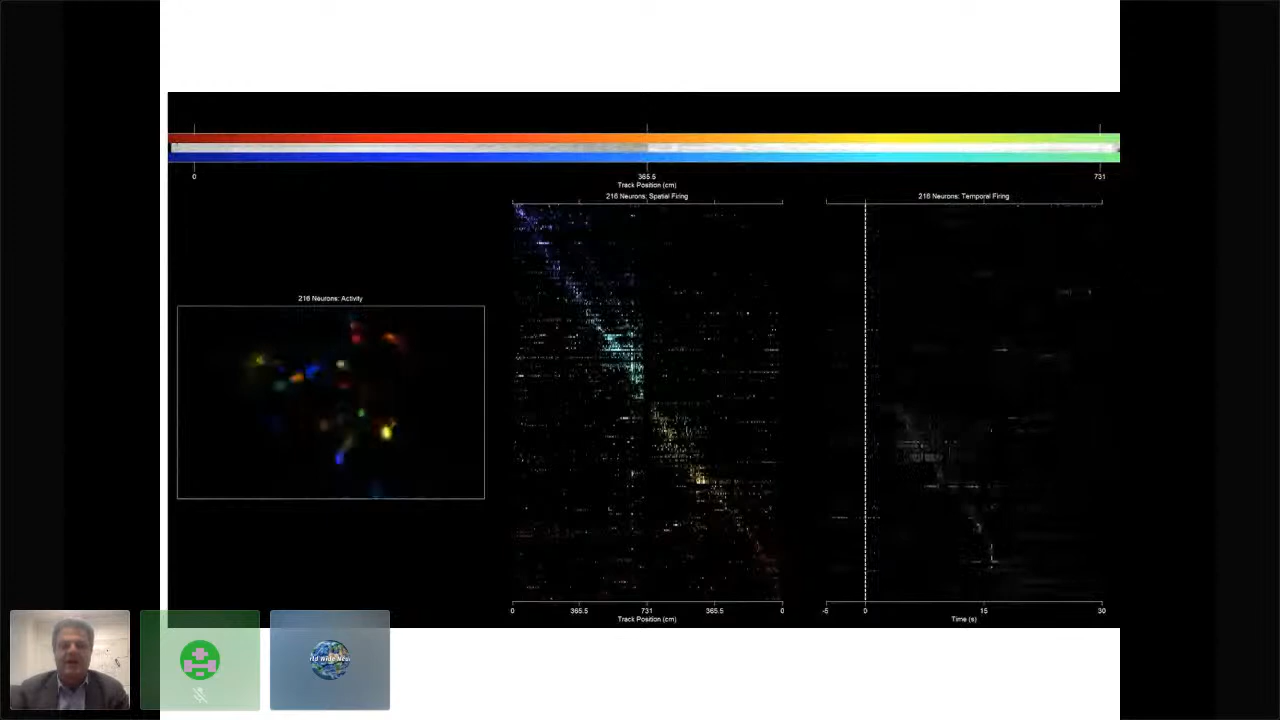 0 365.5 731
Track Position (cm)
216 Neurons: Spatial Firing
216 Neurons: Temporal Firing
216 Neurons: Activity
0 365.5 731 365.5 0
Track Position (cm)
-5 0 15 30
Time (s)